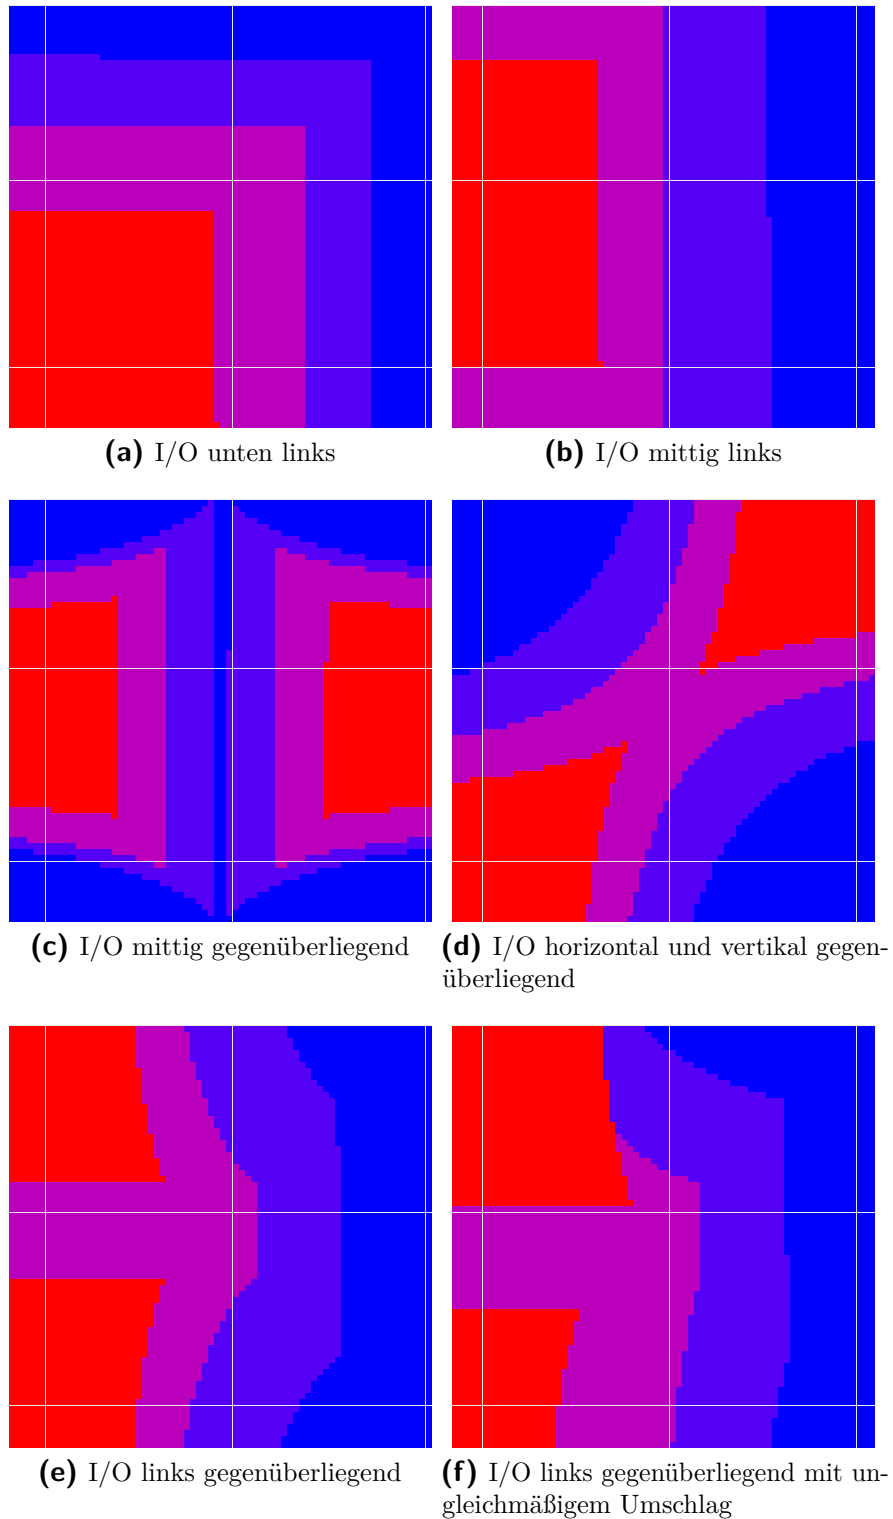 (a) I/O unten links
(b) I/O mittig links
(c) I/O mittig gegenüberliegend
(d) I/O horizontal und vertikal gegen-
überliegend
(e) I/O links gegenüberliegend
(f) I/O links gegenüberliegend mit un-
gleichmäßigem Umschlag